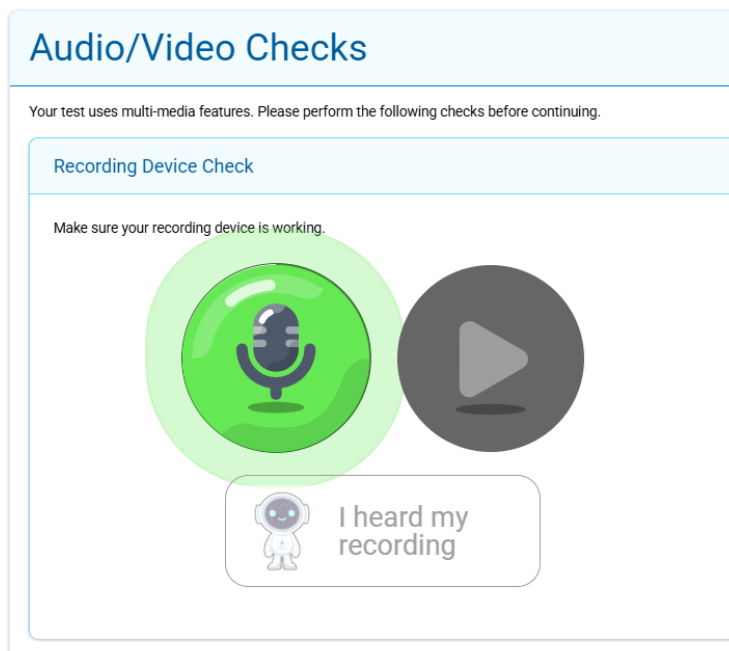 Audio/Video Checks
Your test uses multi-media features. Please perform the following checks before continuing.
Recording Device Check
Make sure your recording device is working.
I heard my
recording